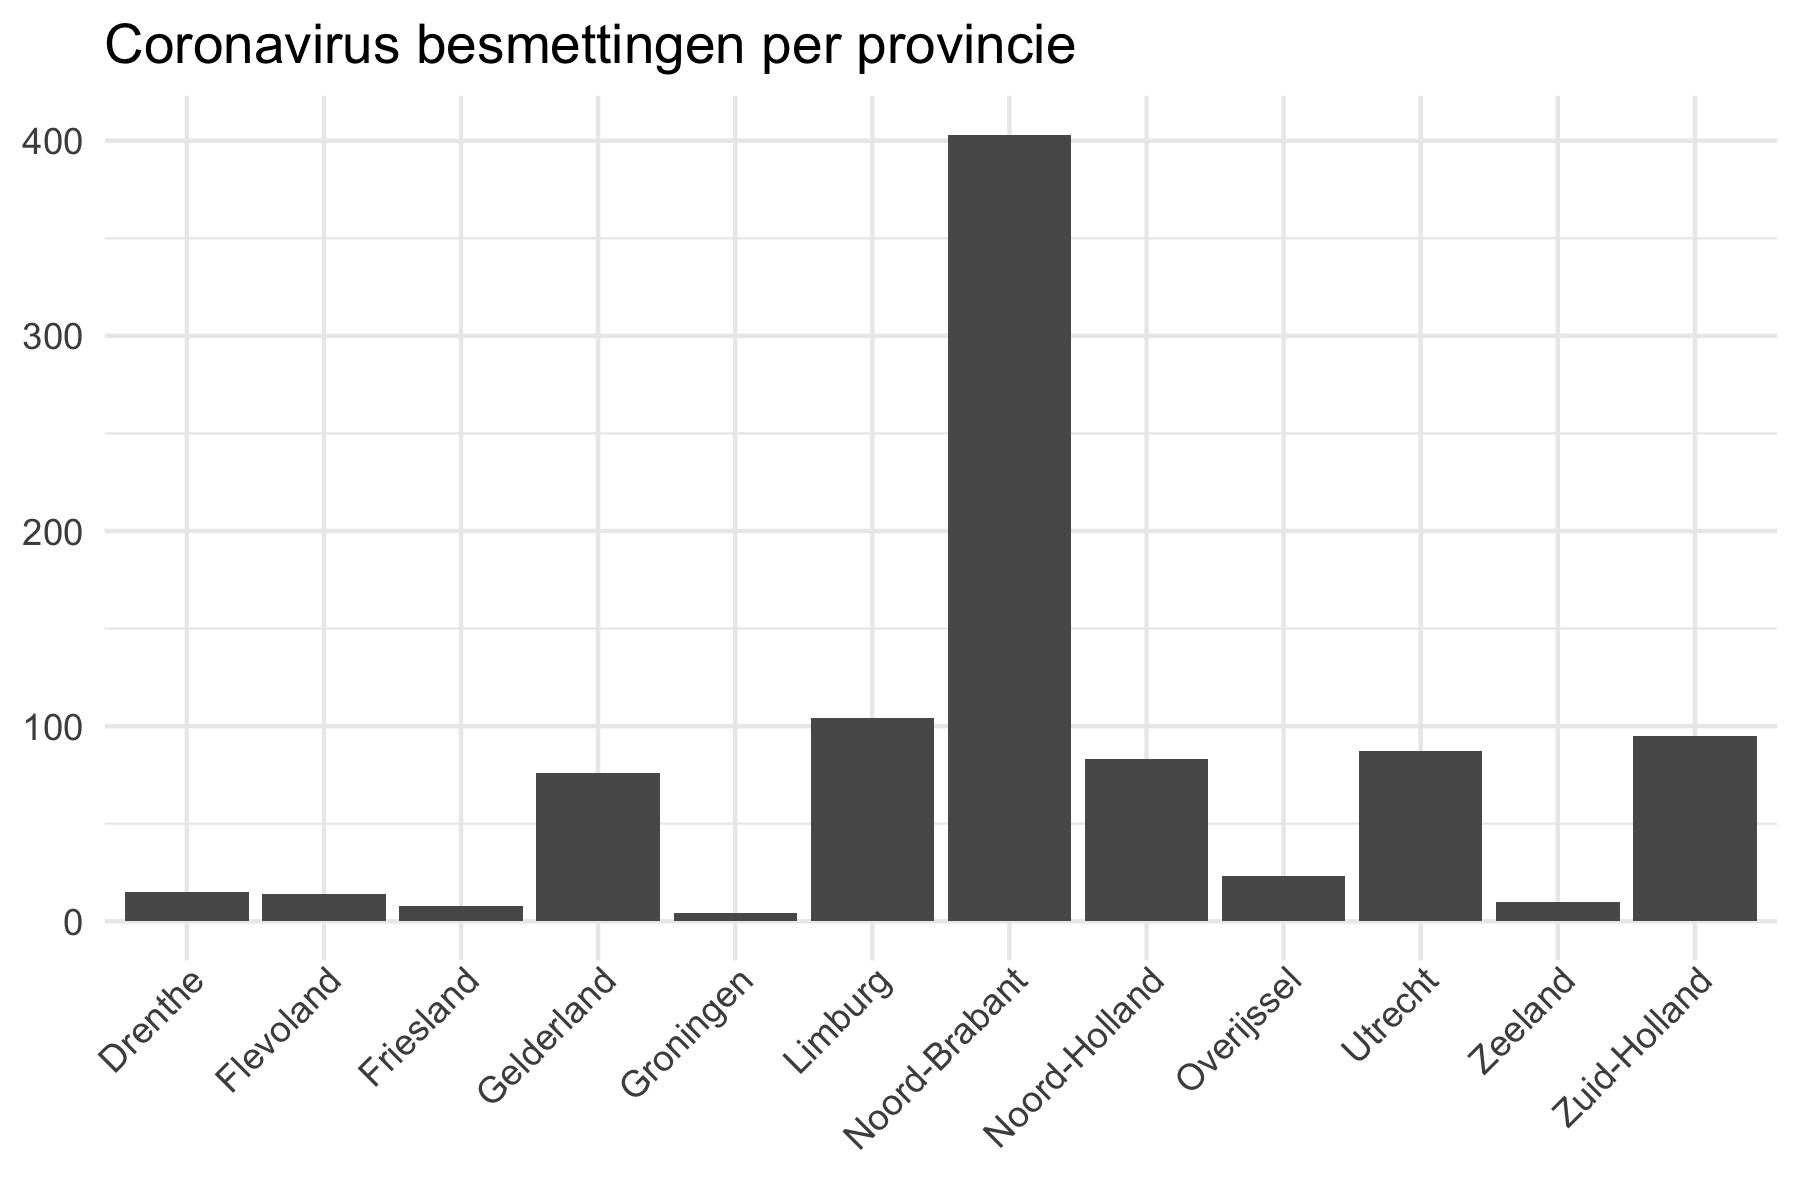 Coronavirus besmettingen per provincie
400
300
200
100
0
Drenthe
Flevoland
Friesland
Gelderland
Groningen
Limburg
Noord-Brabant
Noord-Holland
Overijssel
Utrecht
Zeeland
Zuid-Holland